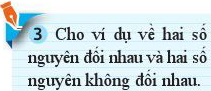 3 Cho ví dụ về hai số
nguyên đối nhau và hai số
nguyên không đối nhau.